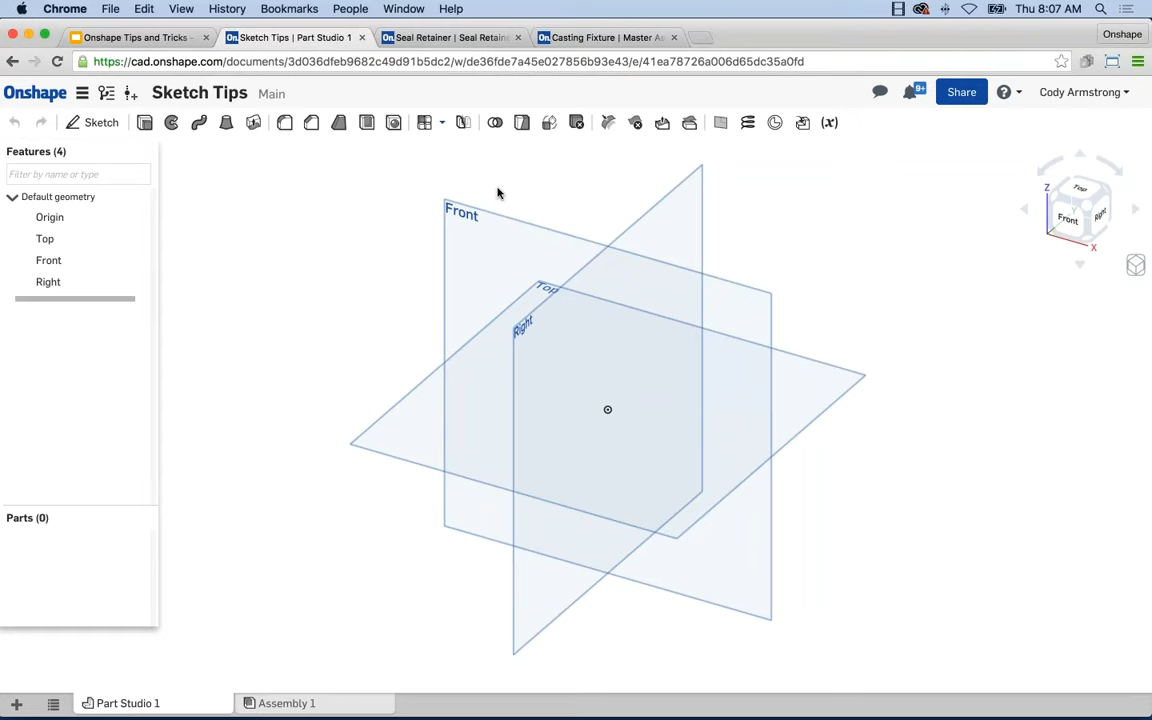 Chrome File Edit View History Bookmarks People Window Help Thu 8:07 AM
Onshape Tips and Tricks - Sketch Tips | Part Studio 1 Seal Retainer | Seal Retaine Casting Fixture | Master As Onshape
https://cad.onshape.com/documents/3d036dfeb9682c49d91b5dc2/w/de36fde7a45e027856b93e43/e/41ea78726a006d65dc35a0fd
Onshape Sketch Tips Main 9+ Share ? Cody Armstrong
Sketch (x)
Features (4)
Filter by name or type
Default geometry
Origin
Top
Front
Right
Parts (0)
Front
Top
Right
Z
Top
Front
Right
Y
X
Part Studio 1 Assembly 1